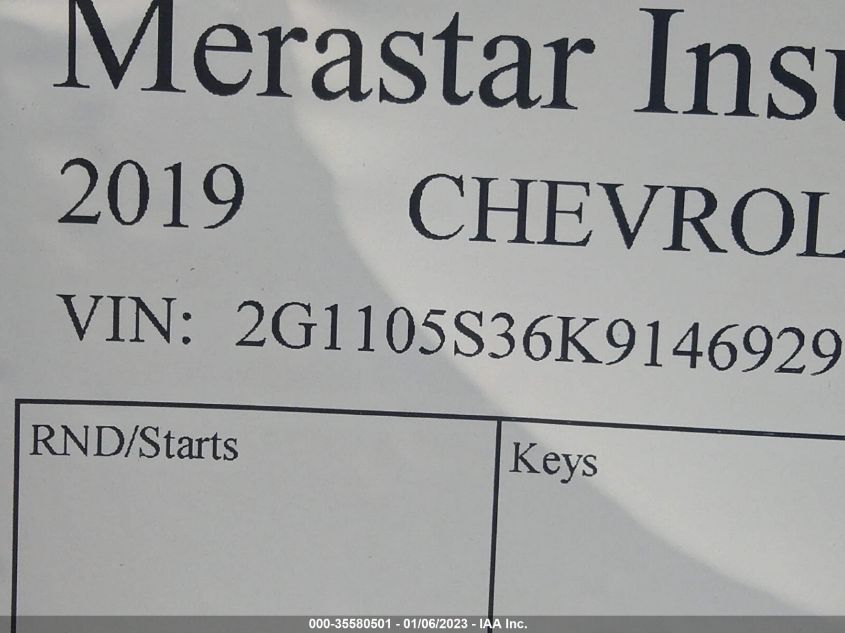 Merastar Insu
2019 CHEVROL
VIN: 2G1105S36K9146929
RND/Starts
Keys
000-35580501 - 01/06/2023 - IAA Inc.